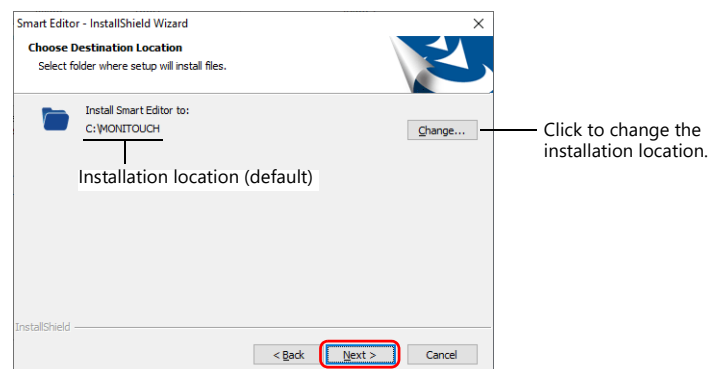 Smart Editor - InstallShield Wizard
Choose Destination Location
Select folder where setup will install files.
Install Smart Editor to:
C:\MONITOUCH
Change...
Click to change the
installation location.
Installation location (default)
InstallShield
< Back
Next >
Cancel